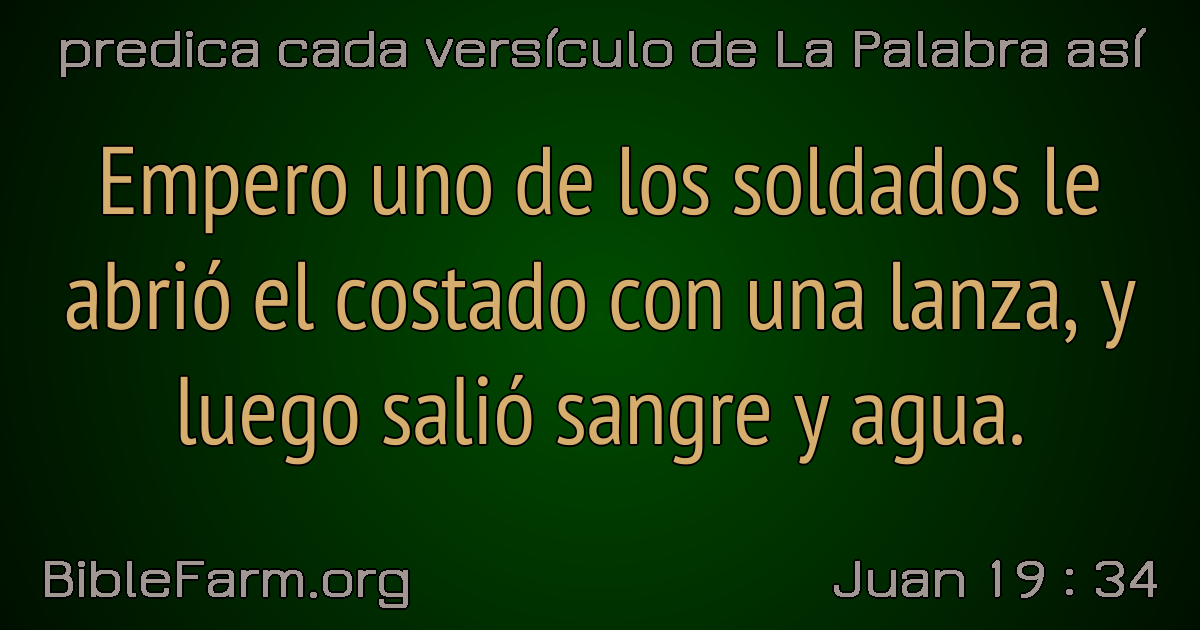 predica cada versículo de La Palabra así
Empero uno de los soldados le
abrió el costado con una lanza, y
luego salió sangre y agua.
BibleFarm.org
Juan 19 : 34